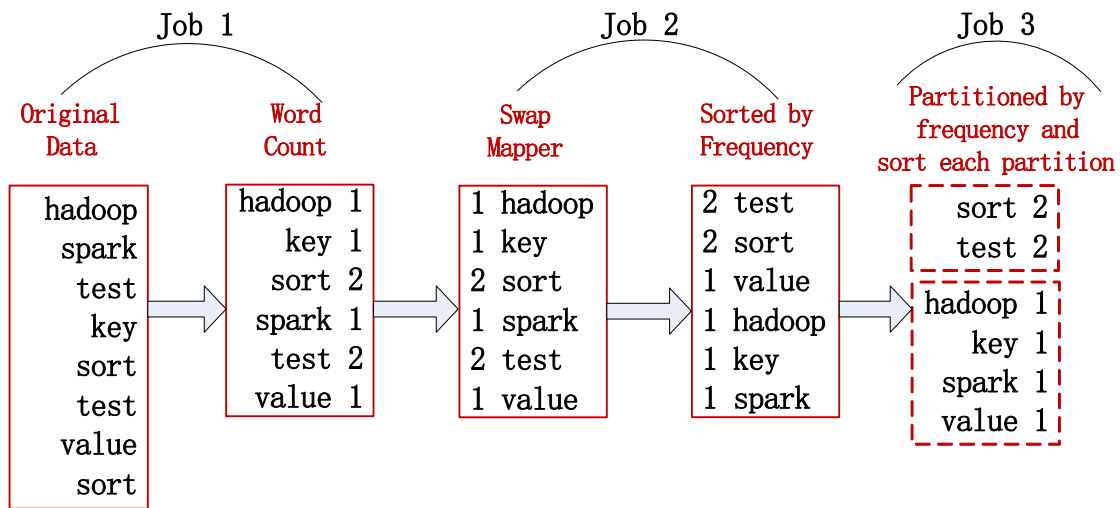 Job 1
Job 2
Job 3
Original
Data
Word
Count
Swap
Mapper
Sorted by
Frequency
Partitioned by
frequency and
sort each partition
hadoop
spark
test
key
sort
test
value
sort
hadoop 1
key 1
sort 2
spark 1
test 2
value 1
1 hadoop
1 key
2 sort
1 spark
2 test
1 value
2 test
2 sort
1 value
1 hadoop
1 key
1 spark
sort 2
test 2
hadoop 1
key 1
spark 1
value 1